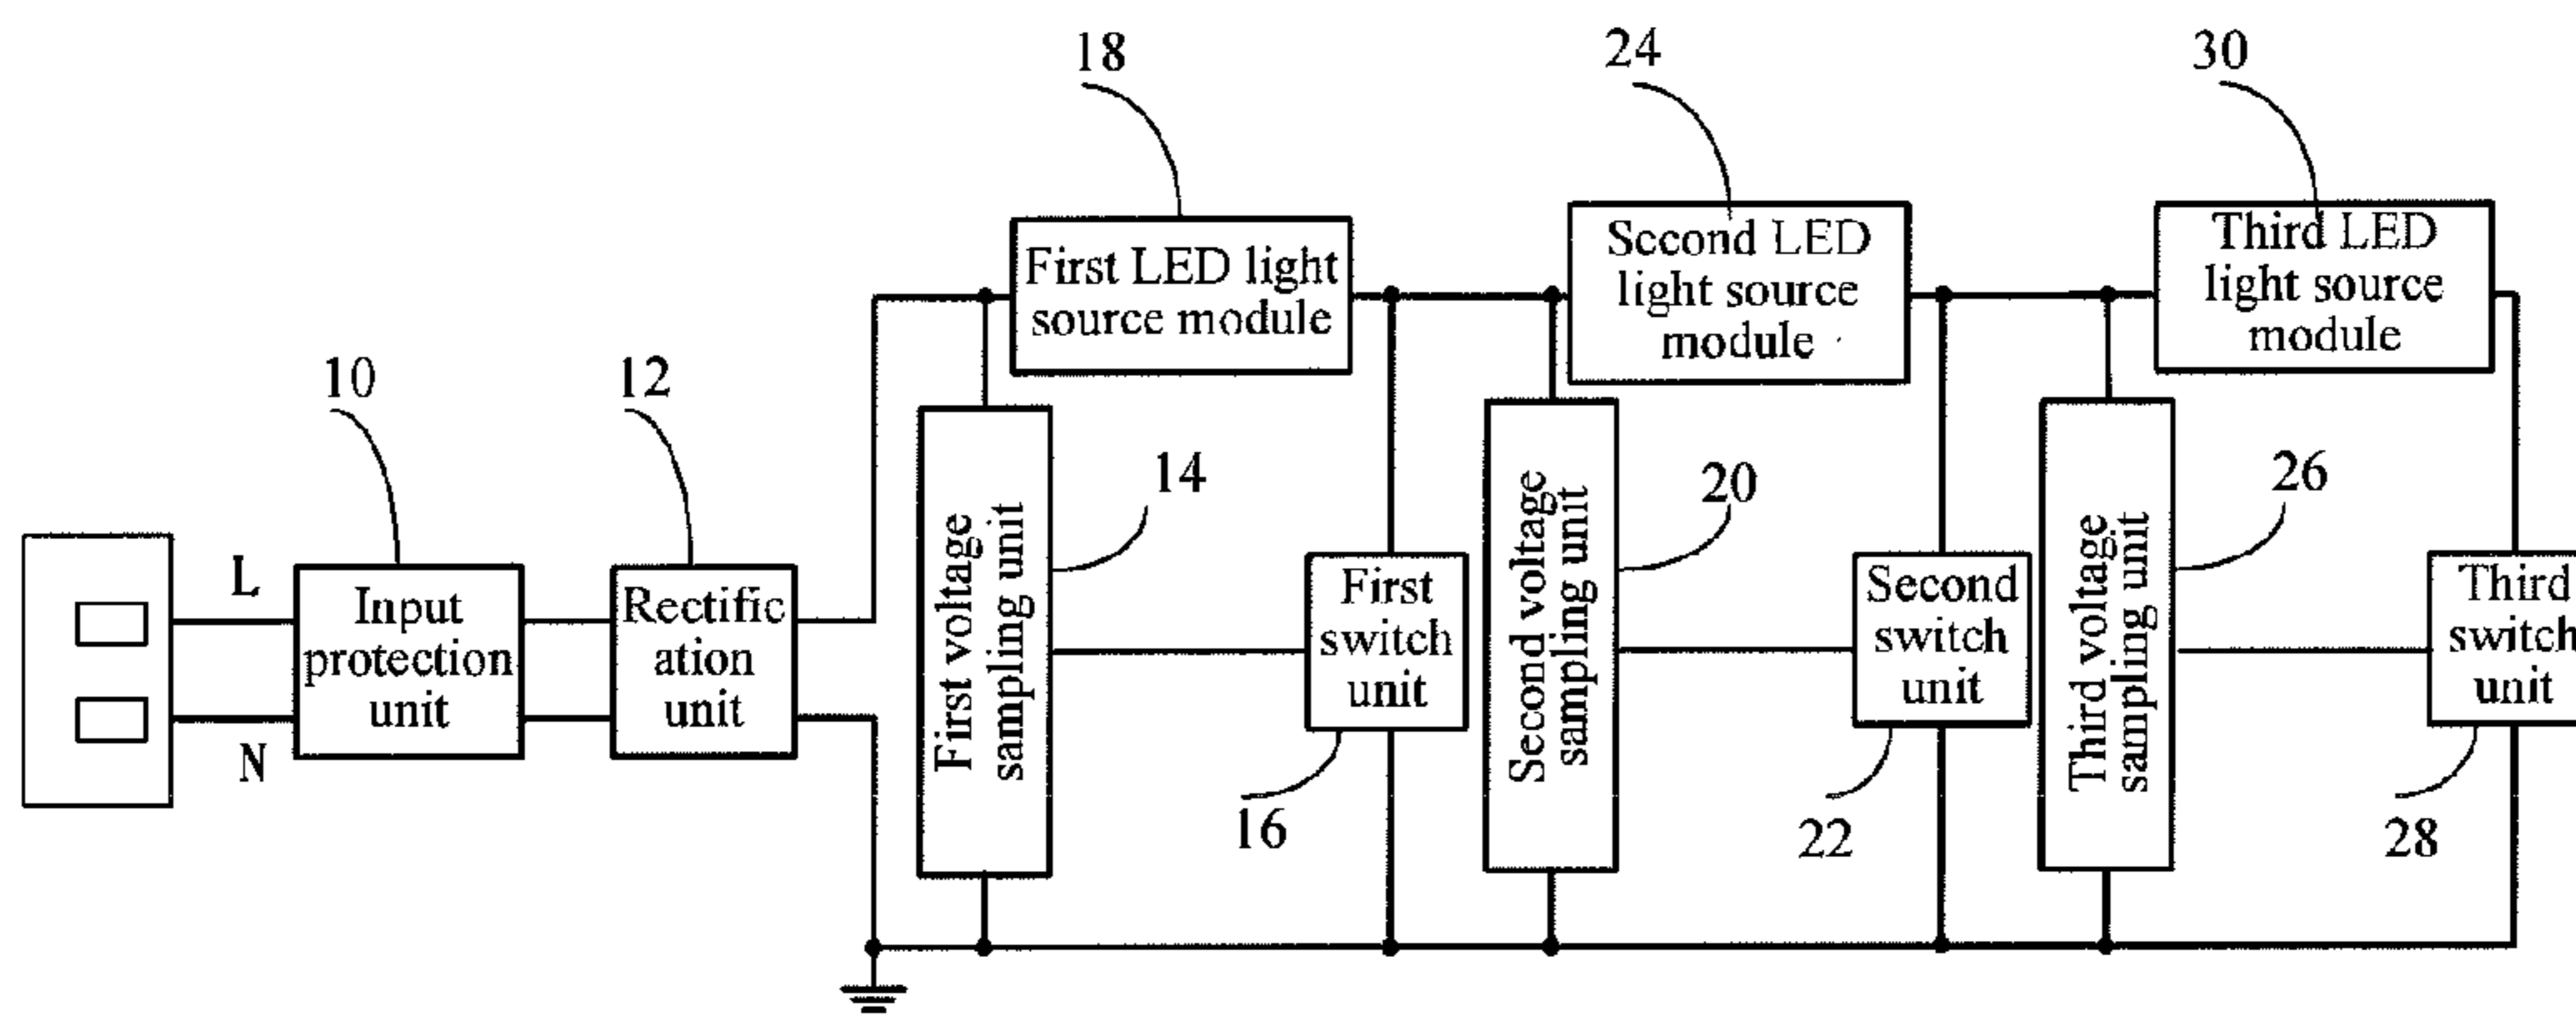 18
24
30
First LED light
source module
Second LED
light source
module
Third LED
light source
module
10
12
14
20
26
L
N
Input
protection
unit
Rectific
ation
unit
First voltage
sampling unit
First
switch
unit
Second voltage
sampling unit
Second
switch
unit
Third voltage
sampling unit
Third
switch
unit
16
22
28